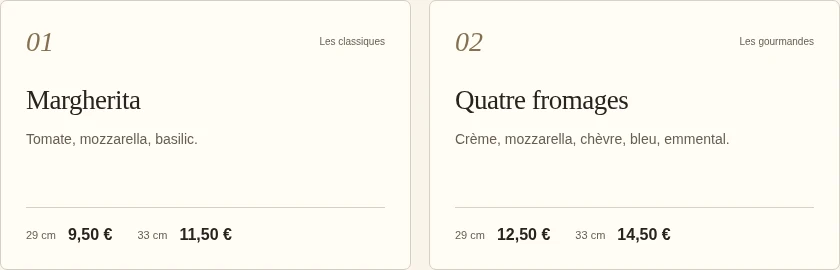 01 Les classiques
Margherita
Tomate, mozzarella, basilic.
29 cm 9,50 € 33 cm 11,50 €
02 Les gourmandes
Quatre fromages
Crème, mozzarella, chèvre, bleu, emmental.
29 cm 12,50 € 33 cm 14,50 €